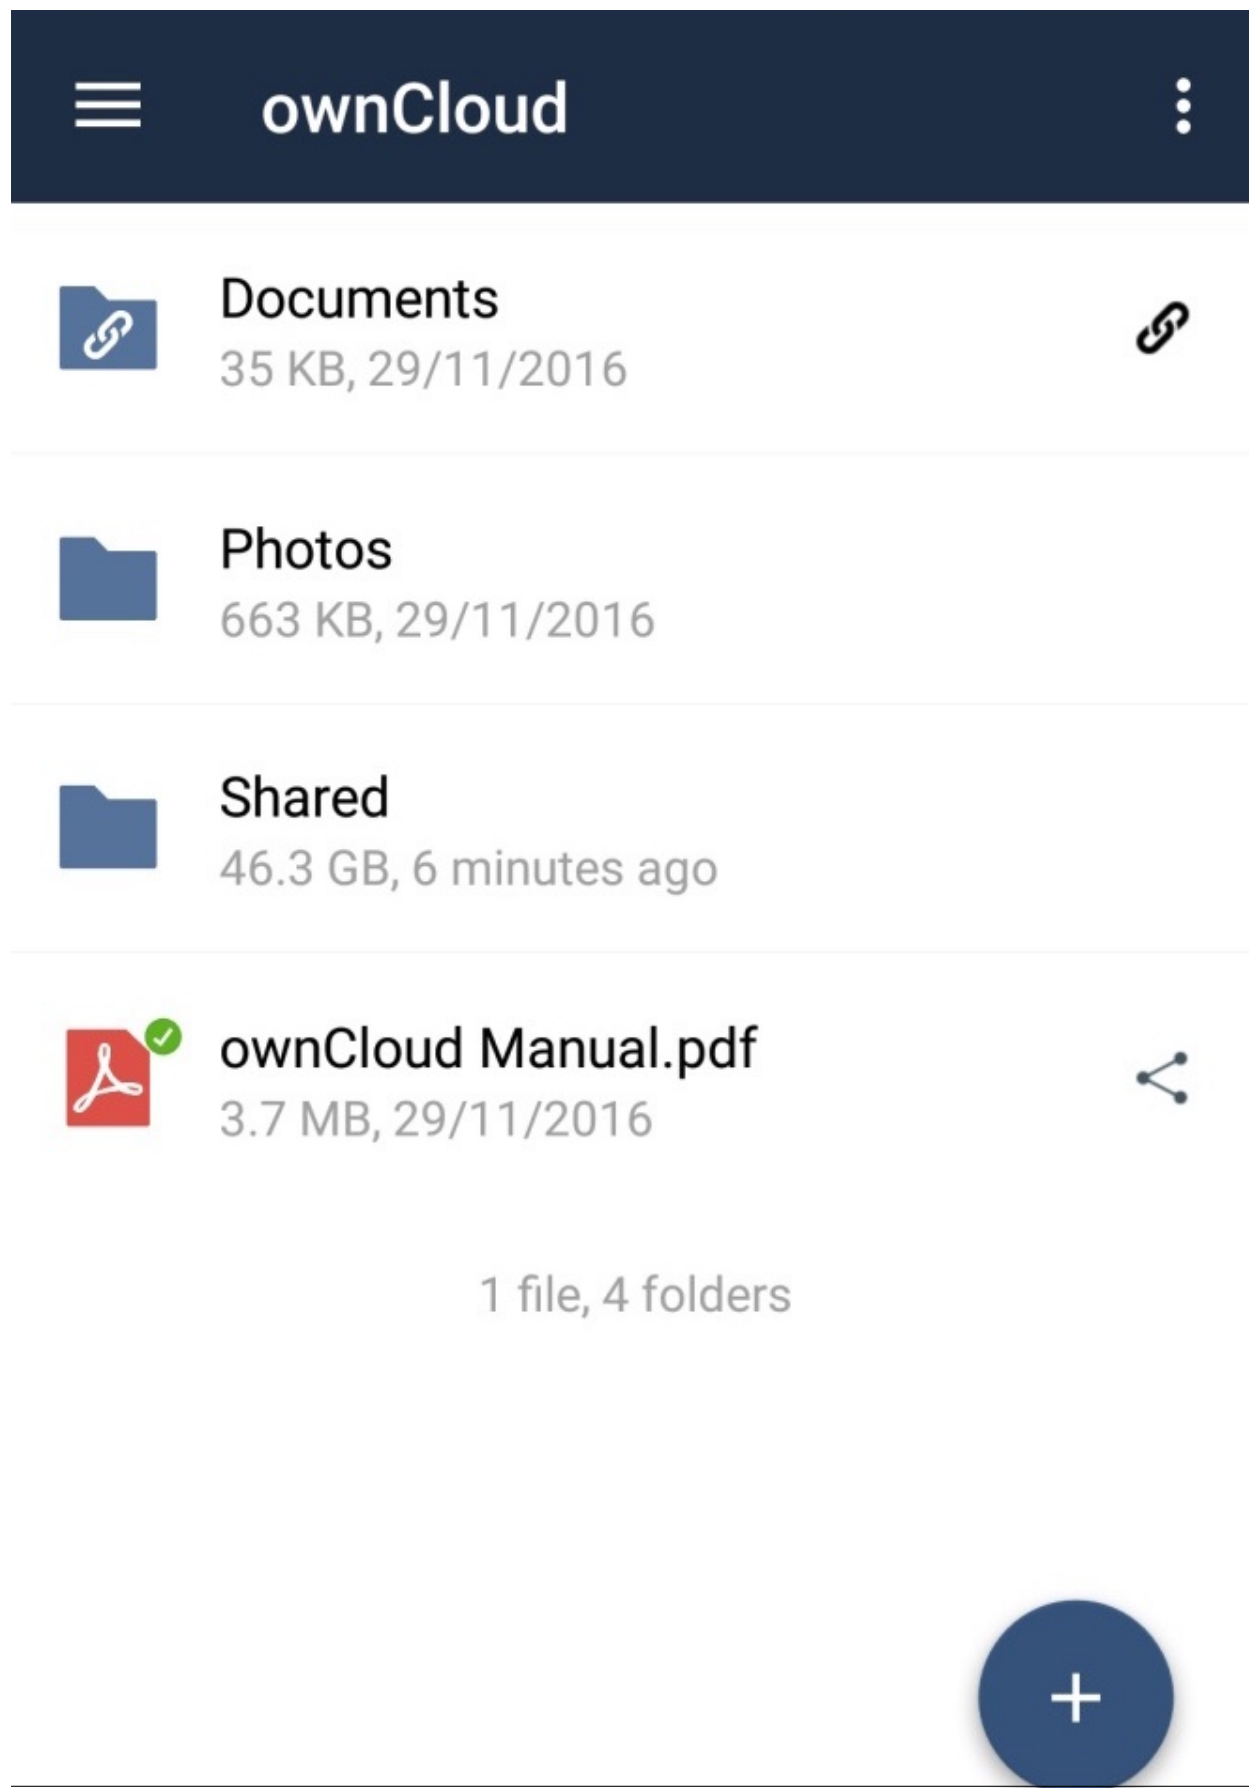 ownCloud
Documents
35 KB, 29/11/2016
Photos
663 KB, 29/11/2016
Shared
46.3 GB, 6 minutes ago
ownCloud Manual.pdf
3.7 MB, 29/11/2016
1 file, 4 folders